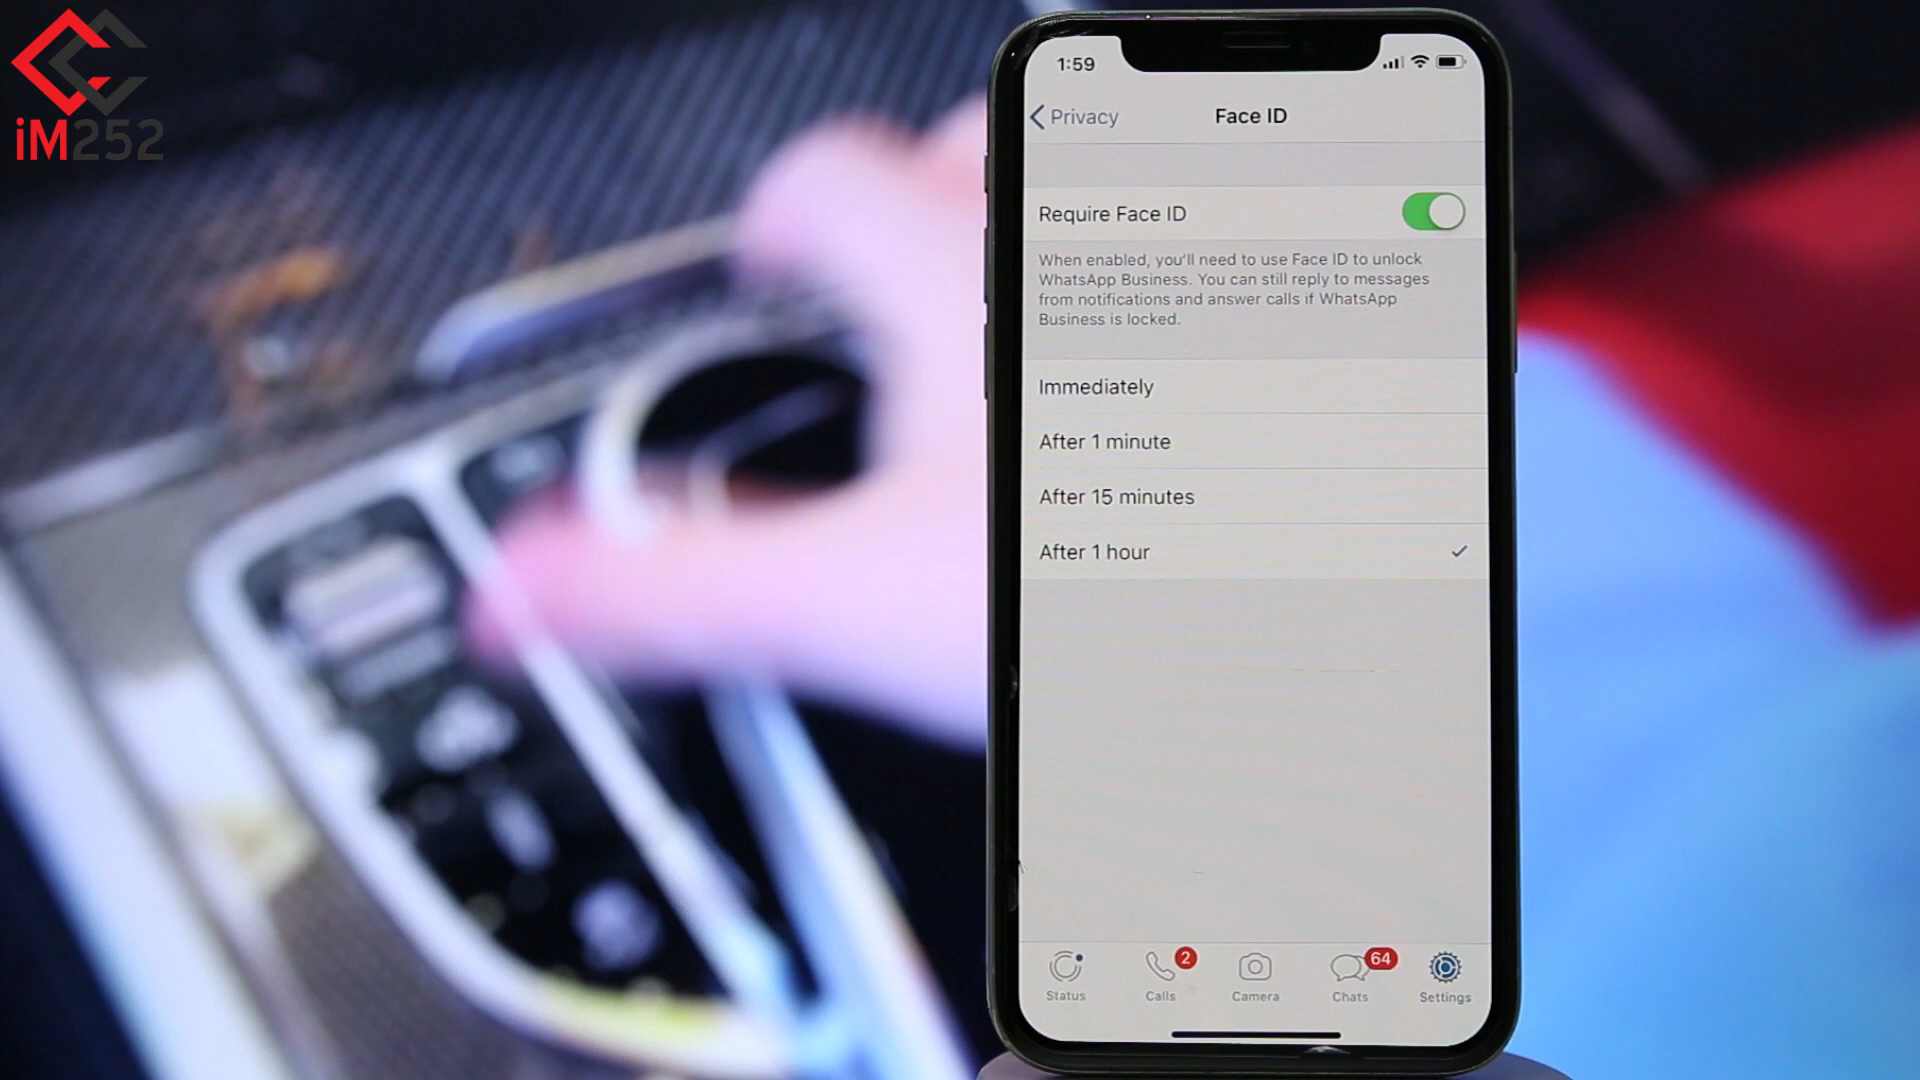 iM252
1:59
Privacy
Face ID
Require Face ID
When enabled, you'll need to use Face ID to unlock
WhatsApp Business. You can still reply to messages
from notifications and answer calls if WhatsApp
Business is locked.
Immediately
After 1 minute
After 15 minutes
After 1 hour
2
64
Status
Calls
Camera
Chats
Settings